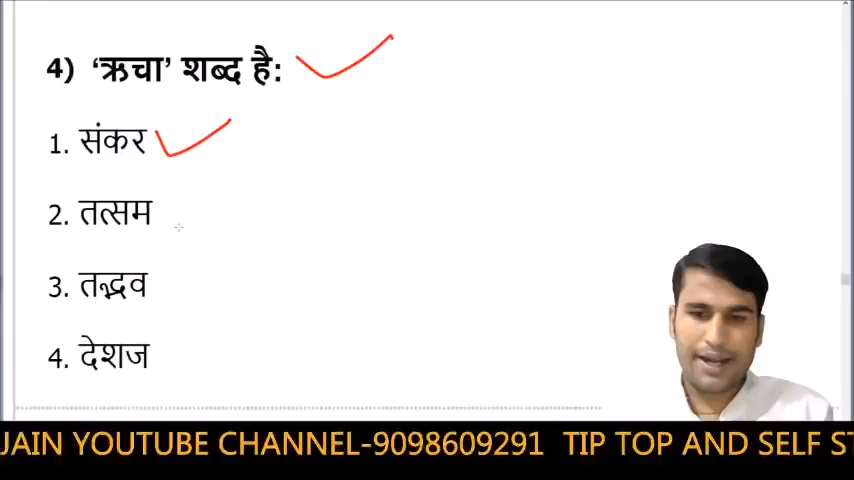 4) ‘ऋचा’ शब्द है:
1. संकर
2. तत्सम
3. तद्भव
4. देशज
JAIN YOUTUBE CHANNEL-9098609291 TIP TOP AND SELF ST